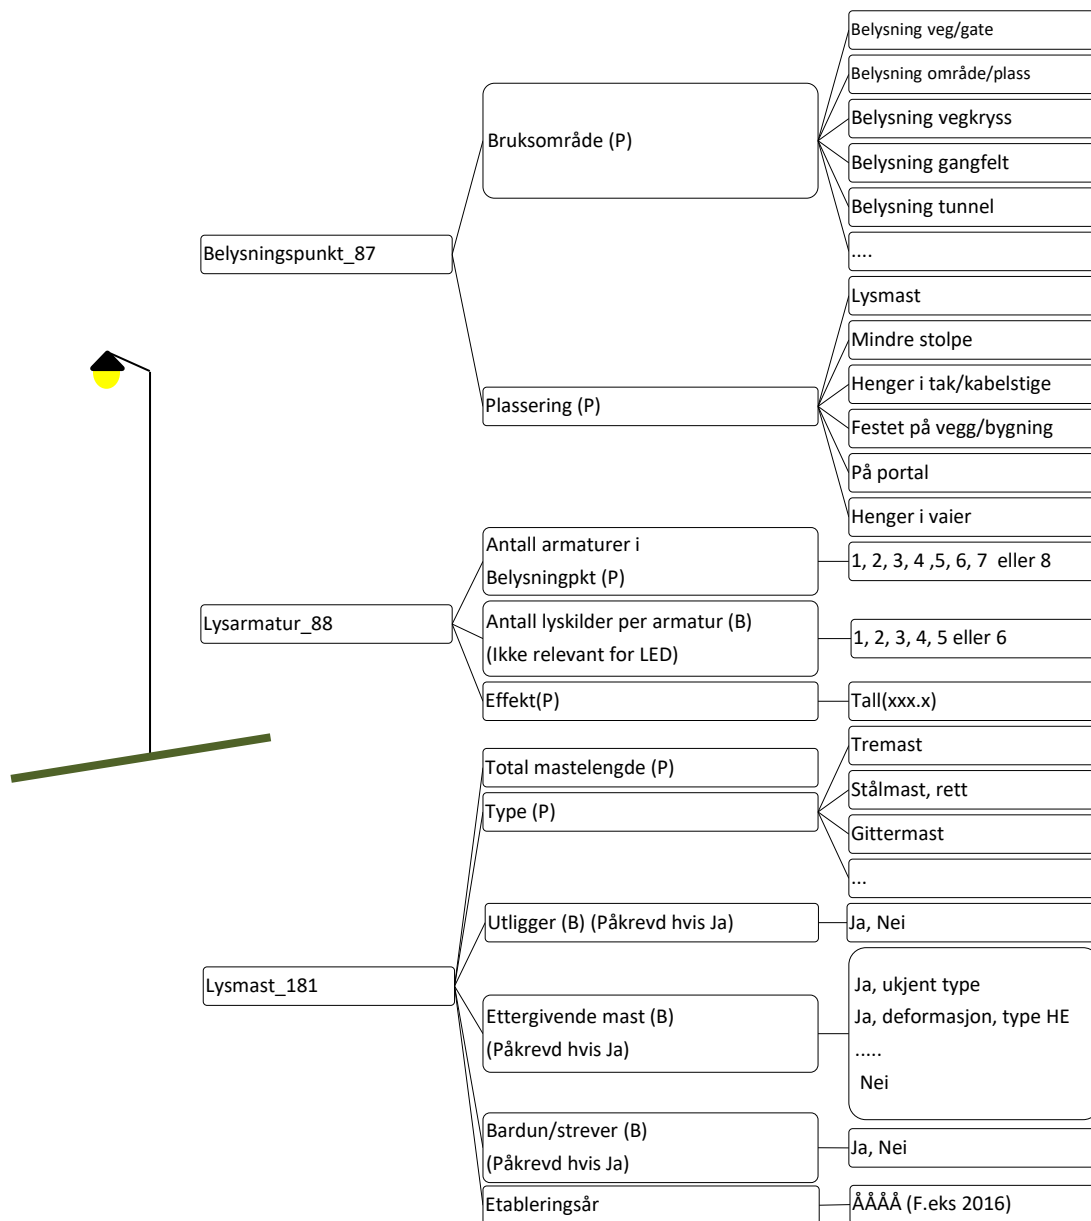 Belysningspunkt_87
Bruksområde (P)
Belysning veg/gate
Belysning område/plass
Belysning vegkryss
Belysning gangfelt
Belysning tunnel
....
Plassering (P)
Lysmast
Mindre stolpe
Henger i tak/kabelstige
Festet på vegg/bygning
På portal
Henger i vaier
Lysarmatur_88
Antall armaturer i
Belysningpkt (P)
1, 2, 3, 4 ,5, 6, 7 eller 8
Antall lyskilder per armatur (B)
(Ikke relevant for LED)
1, 2, 3, 4, 5 eller 6
Effekt(P)
Tall(xxx.x)
Lysmast_181
Total mastelengde (P)
Type (P)
Tremast
Stålmast, rett
Gittermast
...
Utligger (B) (Påkrevd hvis Ja)
Ja, Nei
Ettergivende mast (B)
(Påkrevd hvis Ja)
Ja, ukjent type
Ja, deformasjon, type HE
.....
Nei
Bardun/strever (B)
(Påkrevd hvis Ja)
Ja, Nei
Etableringsår
ÅÅÅÅ (F.eks 2016)